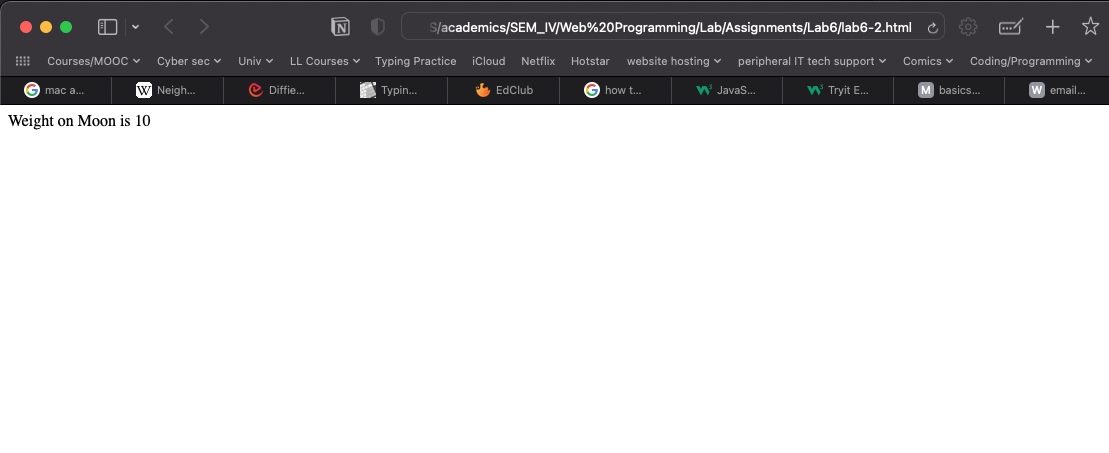 S/academics/SEM_IV/Web%20Programming/Lab/Assignments/Lab6/lab6-2.html
Courses/MOOC Cyber sec Univ LL Courses Typing Practice iCloud Netflix Hotstar website hosting peripheral IT tech support Comics Coding/Programming
mac a... W Neigh... Diffie... Typin... EdClub how t... W3 JavaS... W3 Tryit E... M basics... W email...
Weight on Moon is 10